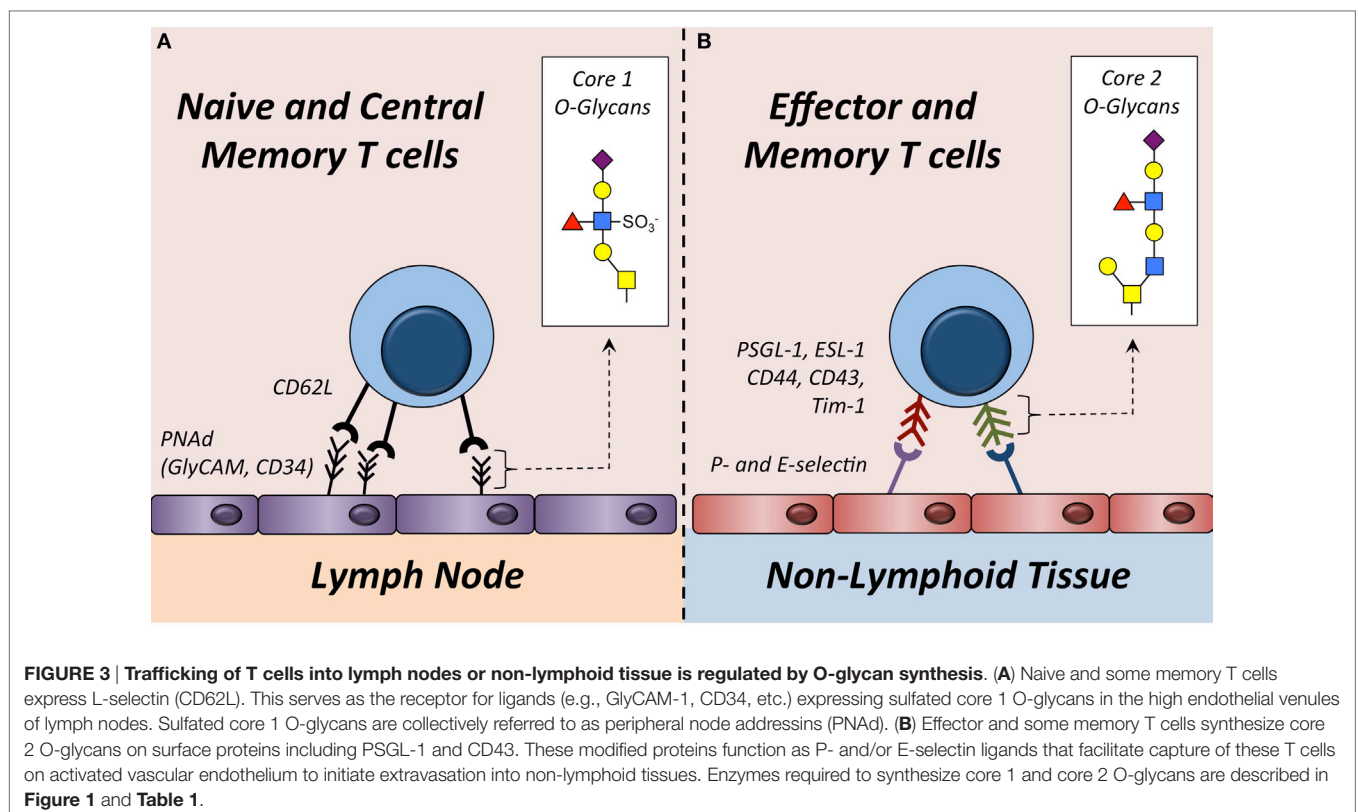 A
Naive and Central
Memory T cells
Core 1
O-Glycans
SO₃⁻
CD62L
PNAd
(GlyCAM, CD34)
Lymph Node
B
Effector and
Memory T cells
Core 2
O-Glycans
PSGL-1, ESL-1
CD44, CD43,
Tim-1
P- and E-selectin
Non-Lymphoid Tissue
FIGURE 3 | Trafficking of T cells into lymph nodes or non-lymphoid tissue is regulated by O-glycan synthesis. (A) Naive and some memory T cells
express L-selectin (CD62L). This serves as the receptor for ligands (e.g., GlyCAM-1, CD34, etc.) expressing sulfated core 1 O-glycans in the high endothelial venules
of lymph nodes. Sulfated core 1 O-glycans are collectively referred to as peripheral node addressins (PNAd). (B) Effector and some memory T cells synthesize core
2 O-glycans on surface proteins including PSGL-1 and CD43. These modified proteins function as P- and/or E-selectin ligands that facilitate capture of these T cells
on activated vascular endothelium to initiate extravasation into non-lymphoid tissues. Enzymes required to synthesize core 1 and core 2 O-glycans are described in
Figure 1 and Table 1.